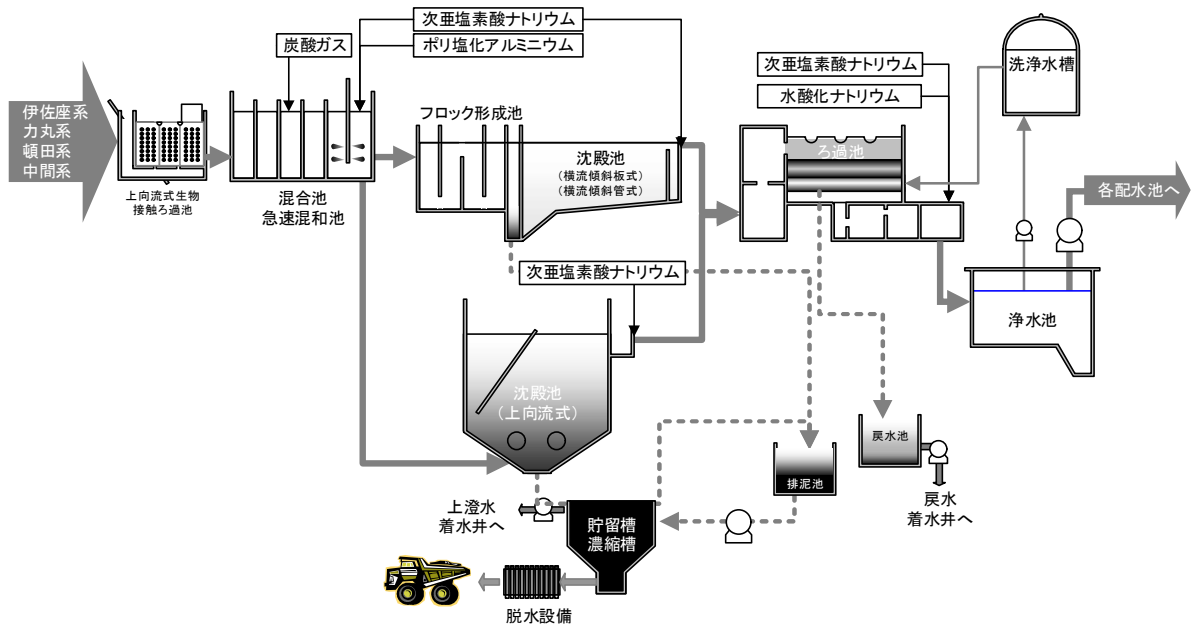 次亜塩素酸ナトリウム
炭酸ガス
ポリ塩化アルミニウム
伊佐座系
力丸系
頓田系
中間系
上向流式生物
接触ろ過池
混合池
急速混和池
フロック形成池
沈殿池
(横流傾斜板式)
(横流傾斜管式)
次亜塩素酸ナトリウム
水酸化ナトリウム
ろ過池
洗浄水槽
各配水池へ
浄水池
次亜塩素酸ナトリウム
沈殿池
(上向流式)
戻水池
排泥池
戻水
着水井へ
上澄水
着水井へ
貯留槽
濃縮槽
脱水設備